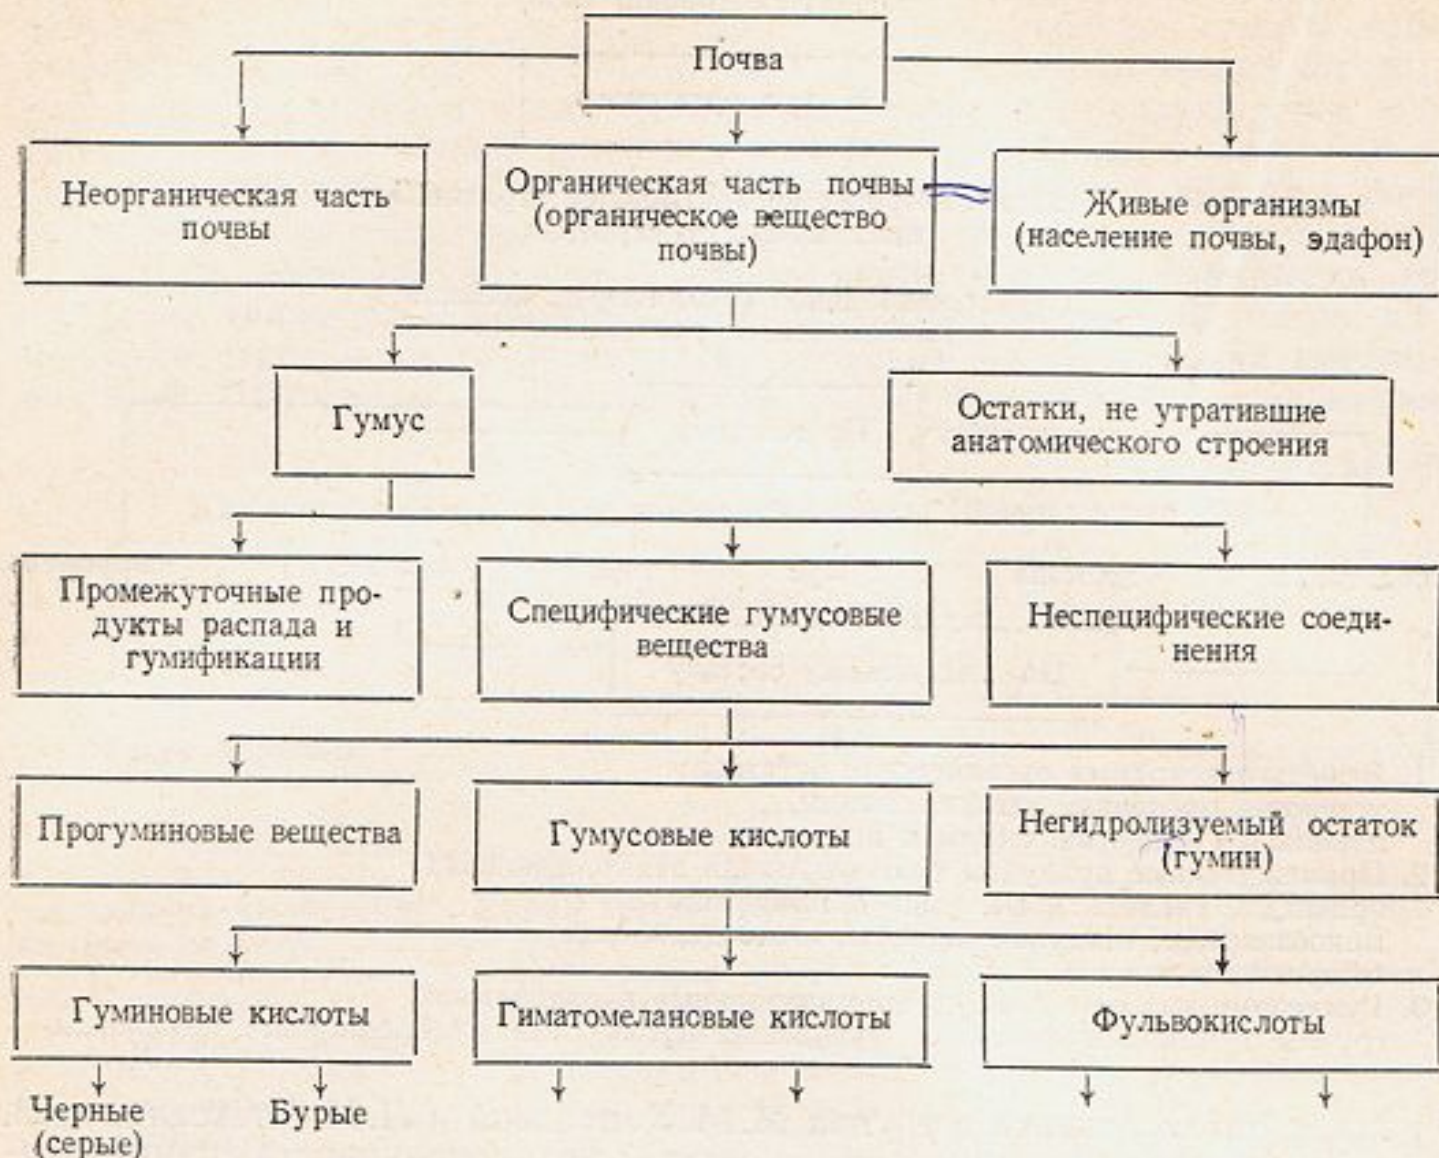 Почва
Неорганическая часть
почвы
Органическая часть почвы
(органическое вещество
почвы)
Живые организмы
(население почвы, эдафон)
Гумус
Остатки, не утратившие
анатомического строения
Промежуточные про-
дукты распада и
гумификации
Специфические гумусовые
вещества
Неспецифические соеди-
нения
Прогуминовые вещества
Гумусовые кислоты
Негидролизуемый остаток
(гумин)
Гуминовые кислоты
Гиматомелановые кислоты
Фульвокислоты
Черные
(серые)
Бурые